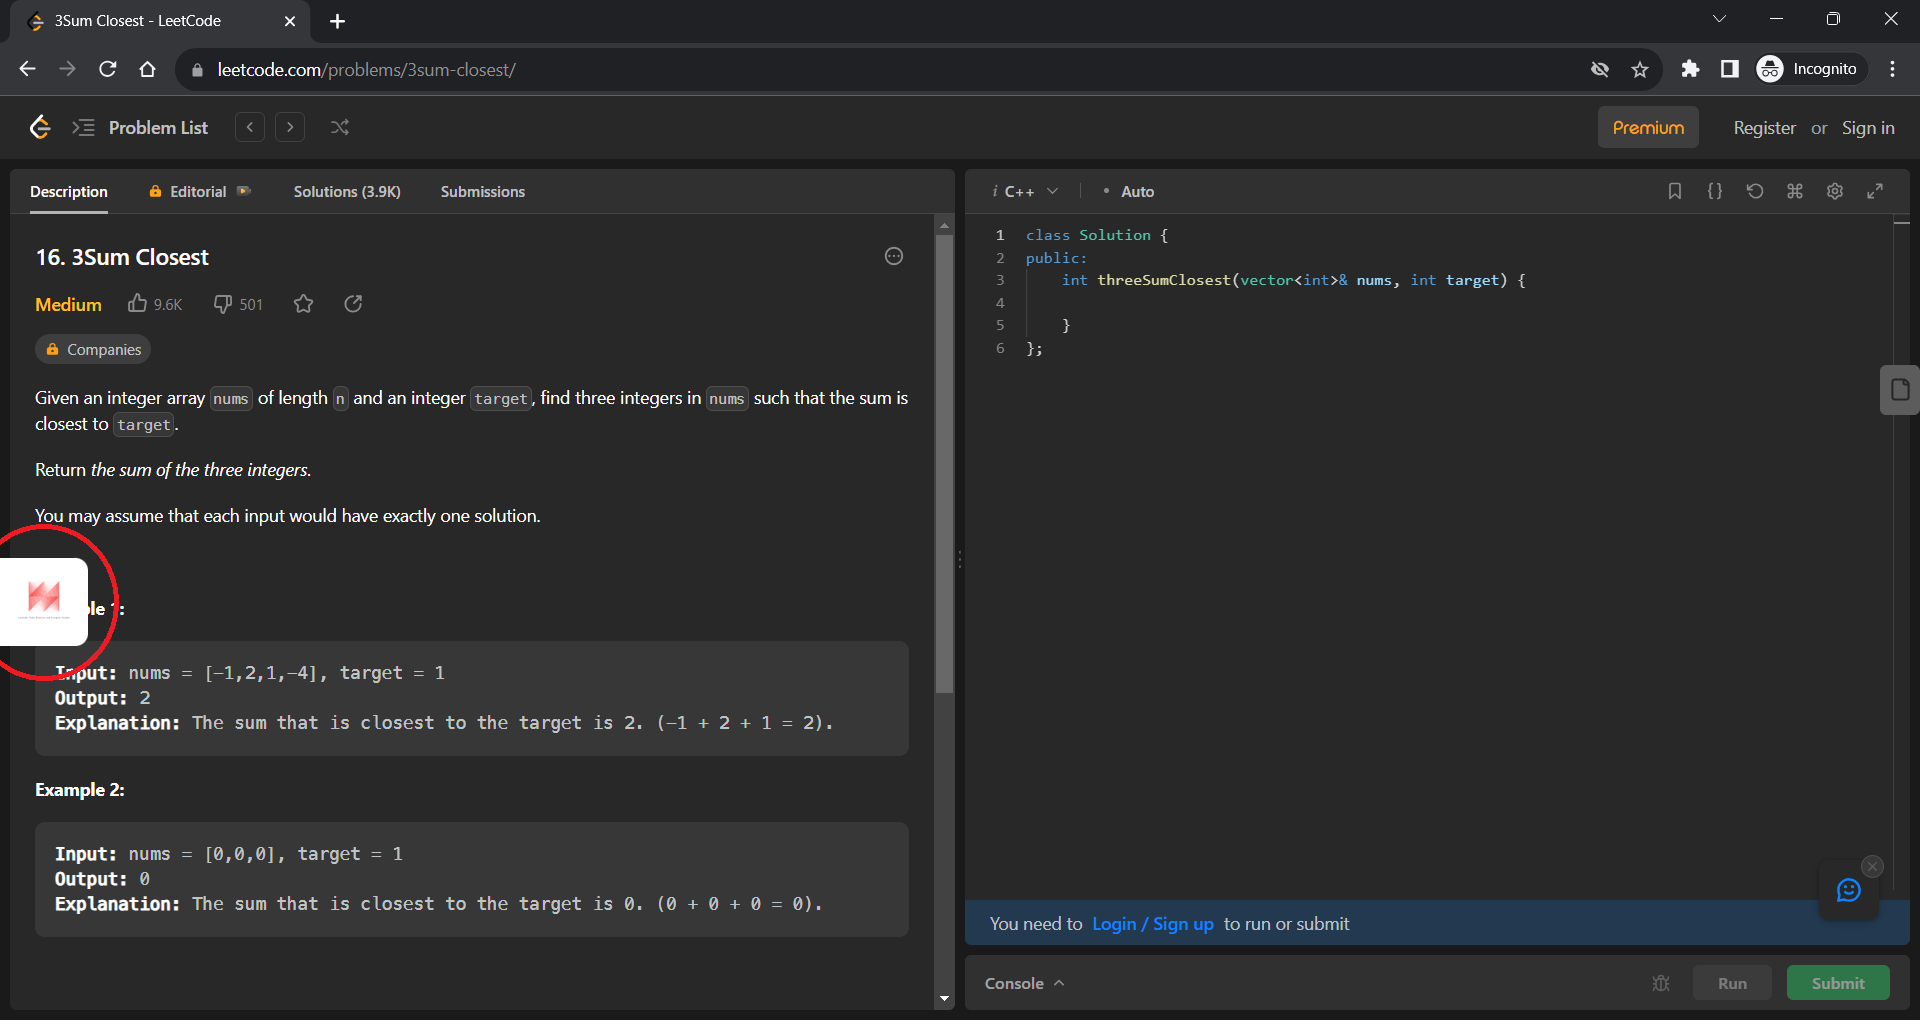 3Sum Closest - LeetCode
leetcode.com/problems/3sum-closest/
Incognito
Problem List
Premium
Register or Sign in
Description
Editorial
Solutions (3.9K)
Submissions
16. 3Sum Closest
Medium
9.6K
501
Companies
Given an integer array nums of length n and an integer target, find three integers in nums such that the sum is
closest to target.
Return the sum of the three integers.
You may assume that each input would have exactly one solution.
1:
Input: nums = [-1,2,1,-4], target = 1
Output: 2
Explanation: The sum that is closest to the target is 2. (-1 + 2 + 1 = 2).
Example 2:
Input: nums = [0,0,0], target = 1
Output: 0
Explanation: The sum that is closest to the target is 0. (0 + 0 + 0 = 0).
i C++
• Auto
1 class Solution {
2 public:
3 int threeSumClosest(vector<int>& nums, int target) {
4
5 }
6 };
You need to Login / Sign up to run or submit
Console
Run
Submit